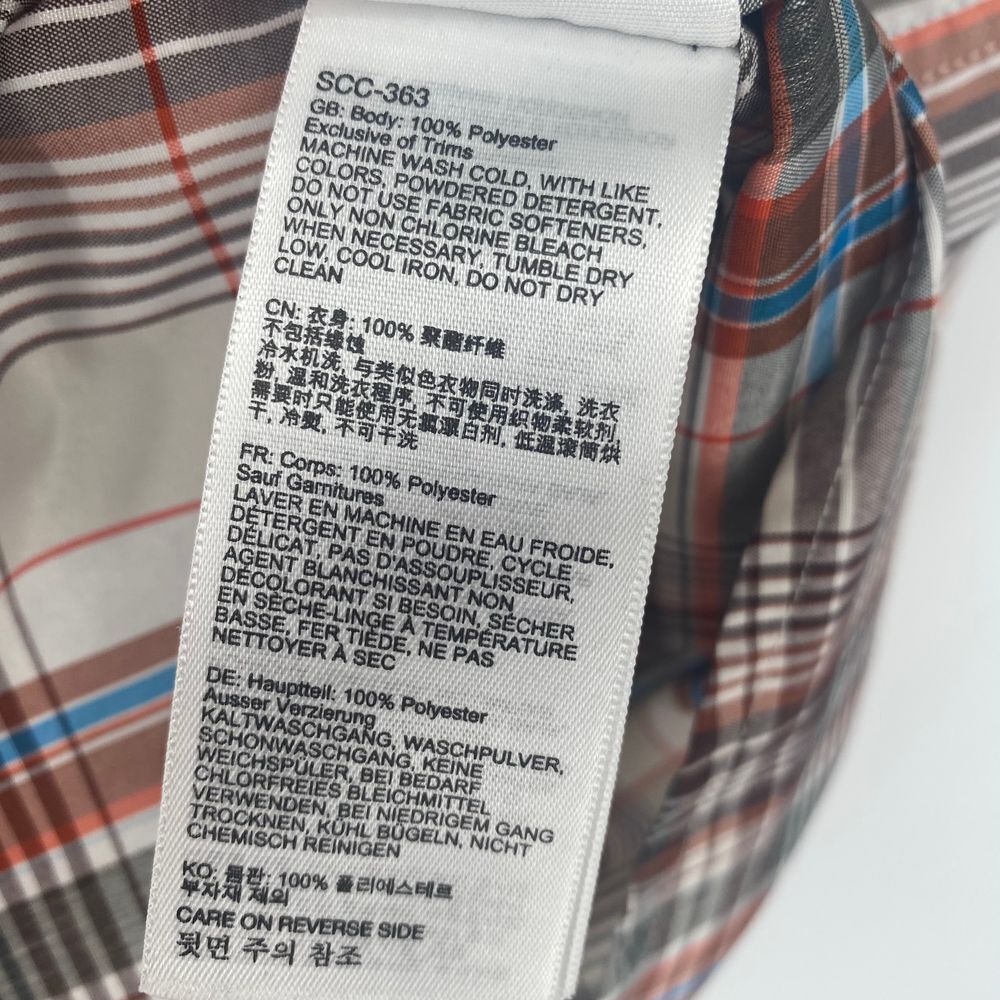 SCC-363
GB: Body: 100% Polyester
Exclusive of Trims
MACHINE WASH COLD, WITH LIKE
COLORS, POWDERED DETERGENT,
DO NOT USE FABRIC SOFTENERS,
ONLY NON CHLORINE BLEACH
WHEN NECESSARY, TUMBLE DRY
LOW, COOL IRON, DO NOT DRY
CLEAN
CN: 衣身: 100% 聚酯纤维
不包括缘蚀
冷水机洗, 与类似色衣物同时洗涤, 洗衣
粉, 温和洗衣程序, 不可使用织物柔软剂
需要时只能使用无氯漂白剂, 低温滚筒烘
干, 冷熨, 不可干洗
FR: Corps: 100% Polyester
Sauf Garnitures
LAVER EN MACHINE EN EAU FROIDE,
DÉTERGENT EN POUDRE, CYCLE
DÉLICAT, PAS D'ASSOUPLISSEUR,
AGENT BLANCHISSANT NON
DÉCOLORANT SI BESOIN, SÉCHER
EN SÈCHE-LINGE À TEMPÉRATURE
BASSE, FER TIÈDE, NE PAS
NETTOYER À SEC
DE: Hauptteil: 100% Polyester
Ausser Verzierung
KALTWASCHGANG, WASCHPULVER,
SCHONWASCHGANG, KEINE
WEICHSPÜLER, BEI BEDARF
CHLORFREIES BLEICHMITTEL
VERWENDEN, BEI NIEDRIGEM GANG
TROCKNEN, KÜHL BÜGELN, NICHT
CHEMISCH REINIGEN
KO: 몸판: 100% 폴리에스테르
부자재 제외
CARE ON REVERSE SIDE
뒷면 주의 참조